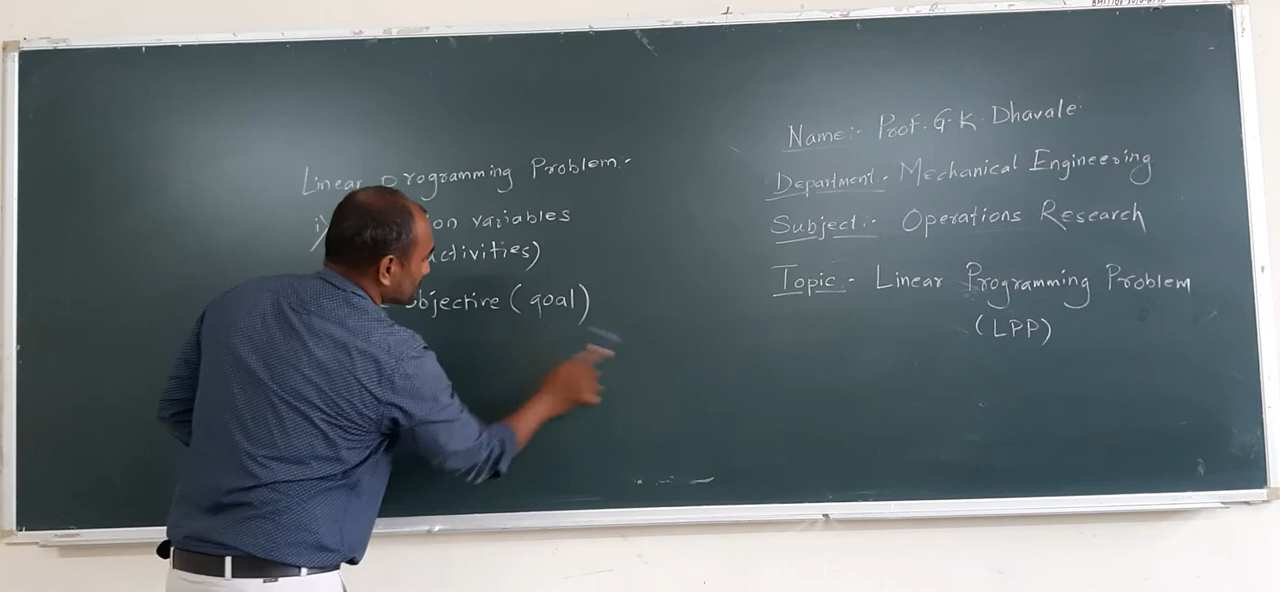 Linear Programming Problem:-
i) on variables
activities)
objective (goal)
Name:- Prof. G. K. Dhavale.
Department:- Mechanical Engineering
Subject:- Operations Research
Topic:- Linear Programming Problem
(LPP)